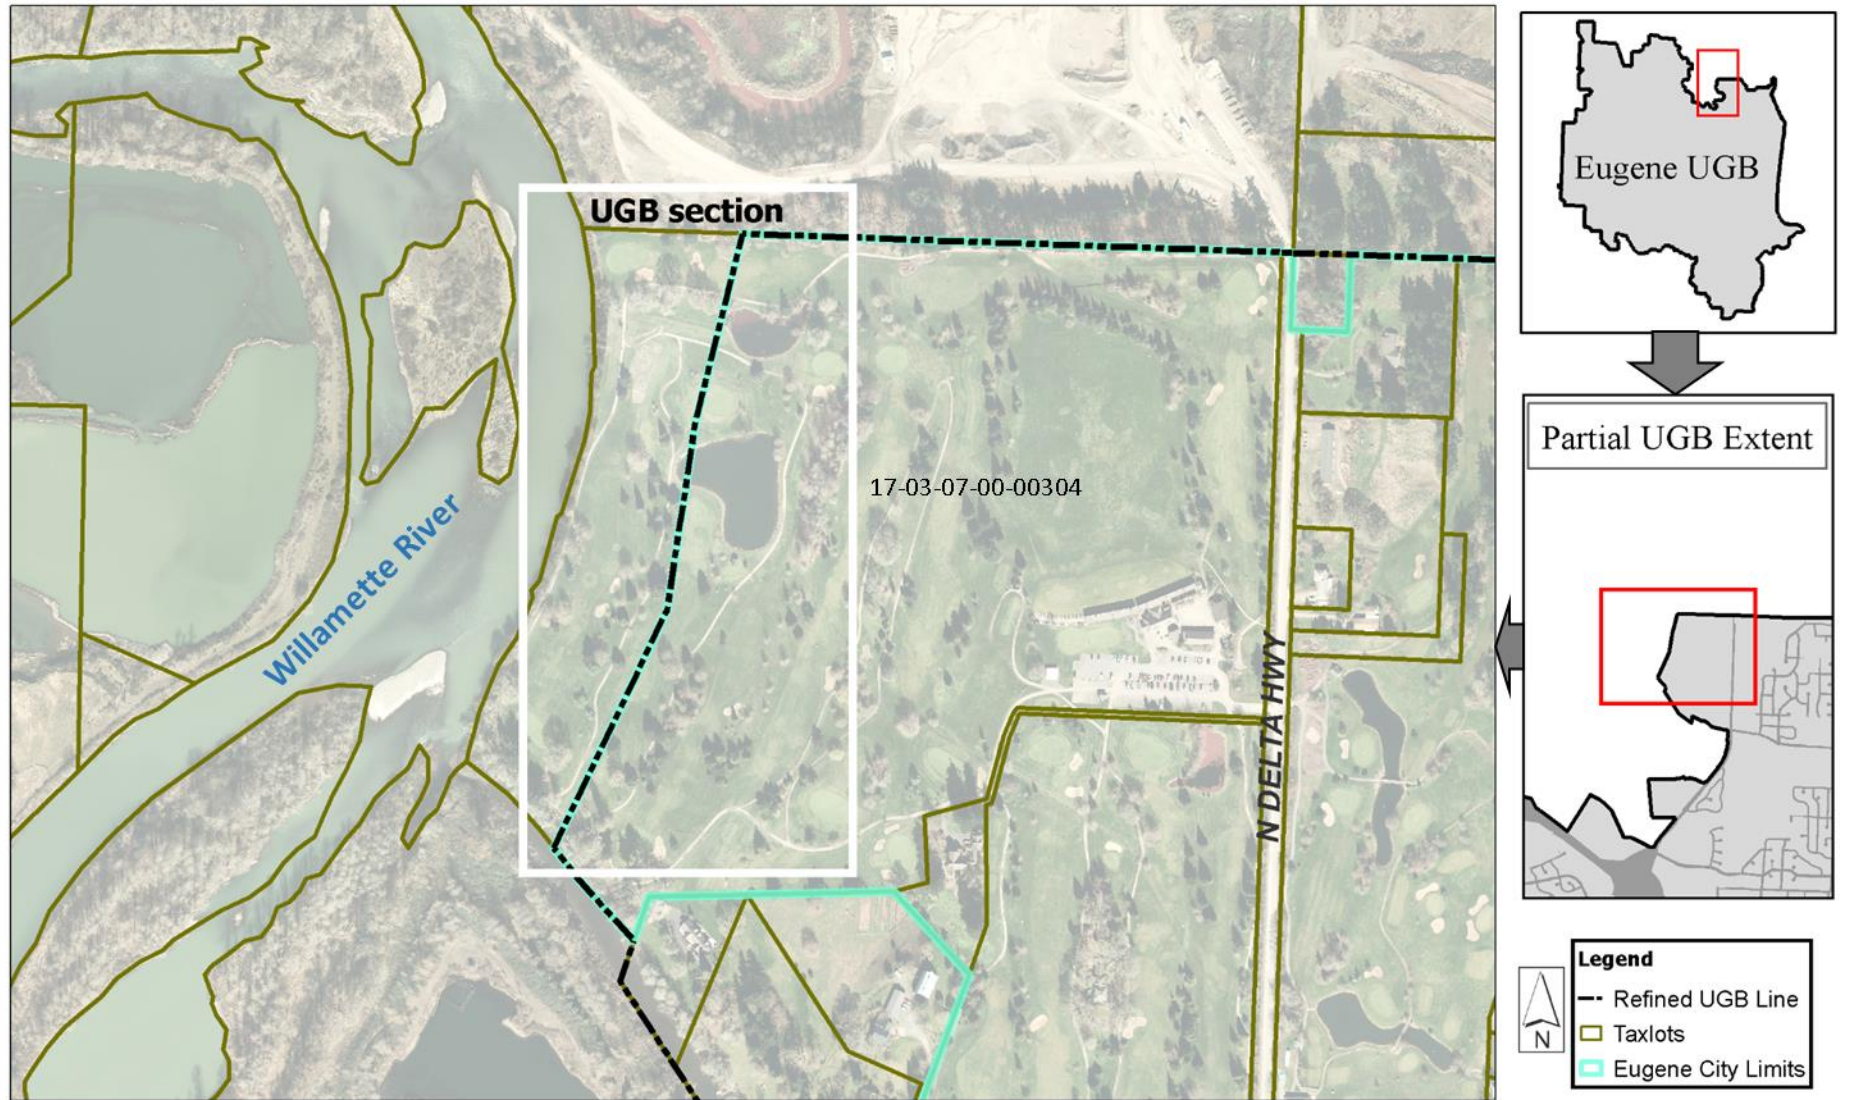 UGB section
17-03-07-00-00304
Willamette River
N DELTA HWY
Eugene UGB
Partial UGB Extent
N
Legend
Refined UGB Line
Taxlots
Eugene City Limits